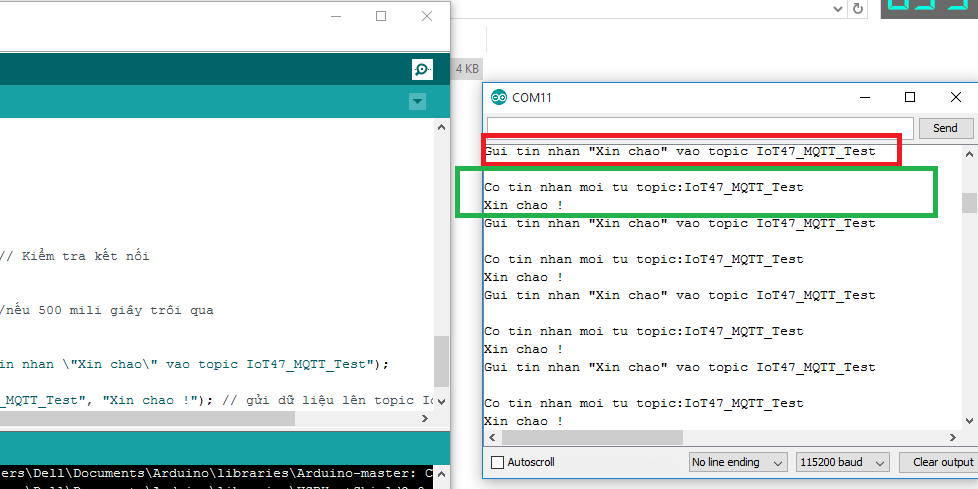 // Kiểm tra kết nối
/nếu 500 mili giây trôi qua
in nhan \"Xin chao\" vao topic IoT47_MQTT_Test");
_MQTT_Test", "Xin chao !"); // gửi dữ liệu lên topic Io
ers\Dell\Documents\Arduino\libraries\Arduino-master: C
4 KB
COM11
Send
Gui tin nhan "Xin chao" vao topic IoT47_MQTT_Test
Co tin nhan moi tu topic:IoT47_MQTT_Test
Xin chao !
Gui tin nhan "Xin chao" vao topic IoT47_MQTT_Test
Co tin nhan moi tu topic:IoT47_MQTT_Test
Xin chao !
Gui tin nhan "Xin chao" vao topic IoT47_MQTT_Test
Co tin nhan moi tu topic:IoT47_MQTT_Test
Xin chao !
Gui tin nhan "Xin chao" vao topic IoT47_MQTT_Test
Co tin nhan moi tu topic:IoT47_MQTT_Test
Xin chao !
Autoscroll
No line ending
115200 baud
Clear output